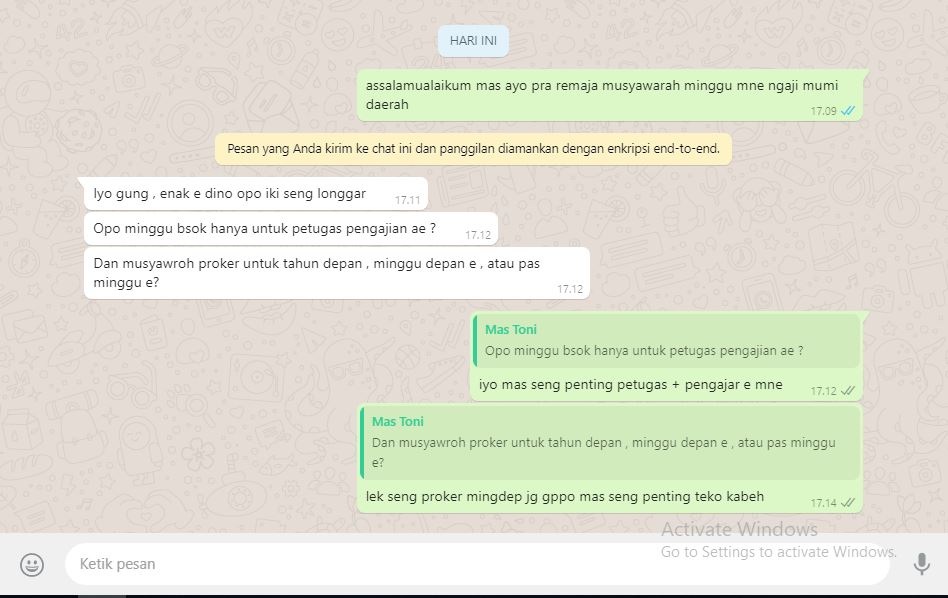 HARI INI
assalamualaikum mas ayo pra remaja musyawarah minggu mne ngaji mumi
daerah
17.09
Pesan yang Anda kirim ke chat ini dan panggilan diamankan dengan enkripsi end-to-end.
Iyo gung , enak e dino opo iki seng longgar
17.11
Opo minggu bsok hanya untuk petugas pengajian ae ?
17.12
Dan musyawroh proker untuk tahun depan , minggu depan e , atau pas
minggu e?
17.12
Mas Toni
Opo minggu bsok hanya untuk petugas pengajian ae ?
iyo mas seng penting petugas + pengajar e mne
17.12
Mas Toni
Dan musyawroh proker untuk tahun depan , minggu depan e , atau pas minggu
e?
lek seng proker mingdep jg gppo mas seng penting teko kabeh
17.14
Activate Windows
Go to Settings to activate Windows.
Ketik pesan